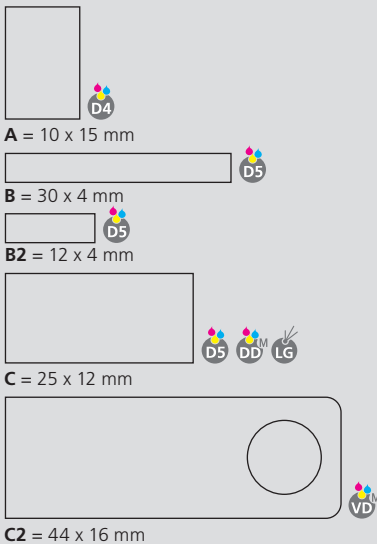 D4
A = 10 x 15 mm
D5
B = 30 x 4 mm
D5
B2 = 12 x 4 mm
D5 DD M LG
C = 25 x 12 mm
VD M
C2 = 44 x 16 mm